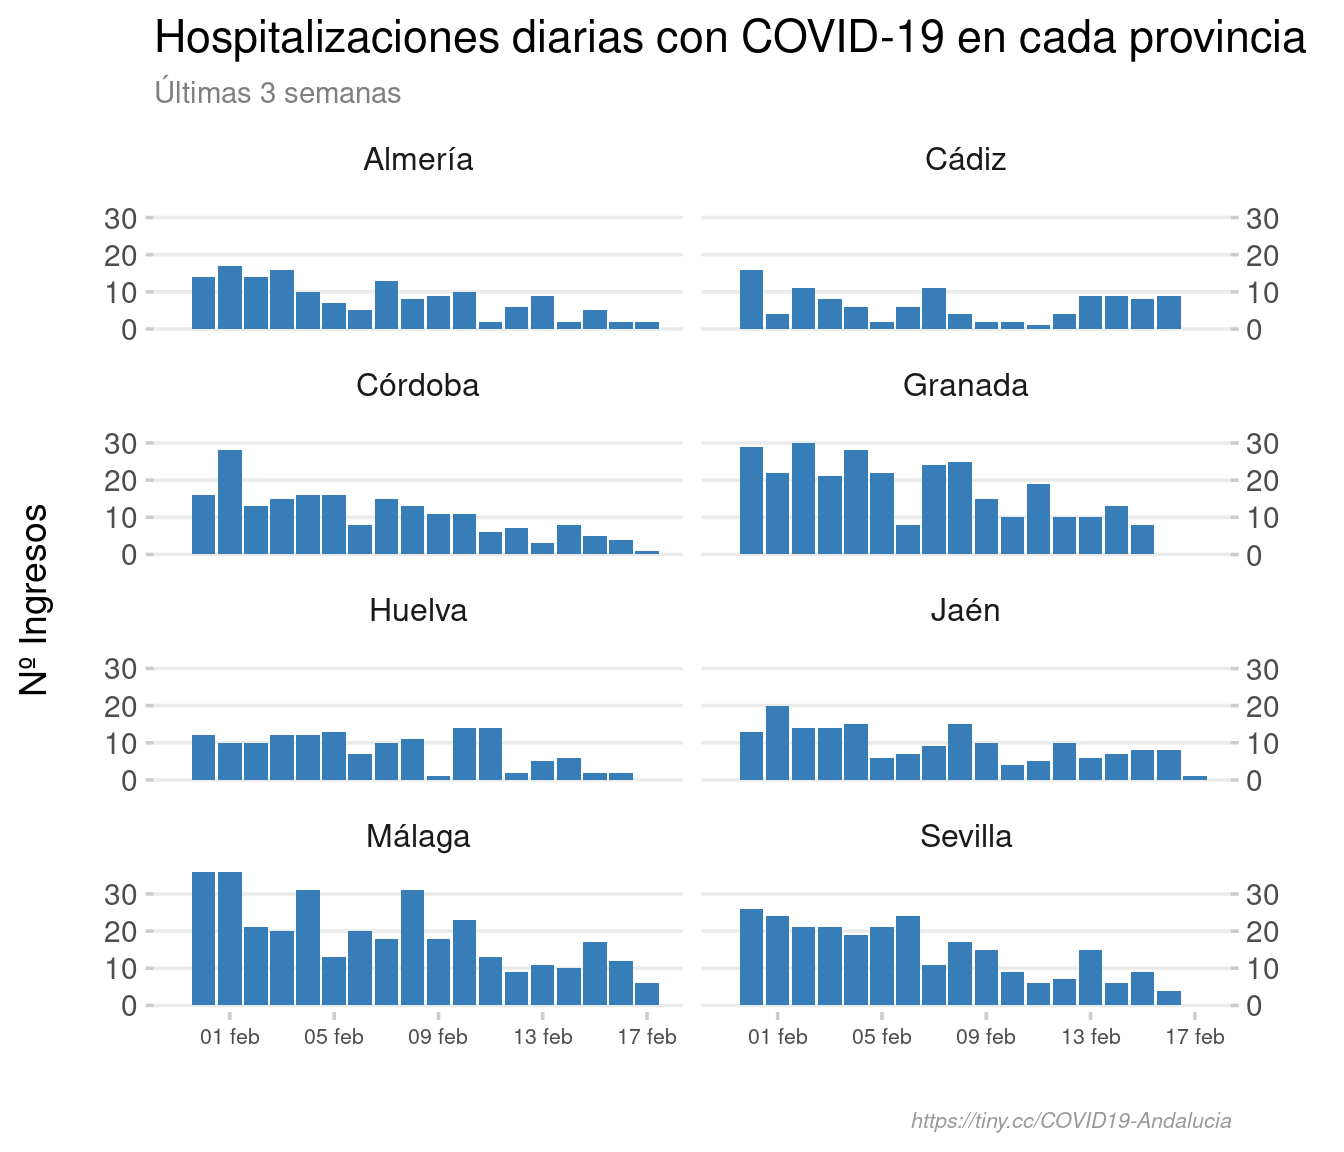 Hospitalizaciones diarias con COVID-19 en cada provincia
Últimas 3 semanas
Almería
Cádiz
30
20
10
0
30
20
10
0
Córdoba
Granada
30
20
10
0
30
20
10
0
Nº Ingresos
Huelva
Jaén
30
20
10
0
30
20
10
0
Málaga
Sevilla
30
20
10
0
30
20
10
0
01 feb 05 feb 09 feb 13 feb 17 feb
01 feb 05 feb 09 feb 13 feb 17 feb
https://tiny.cc/COVID19-Andalucia